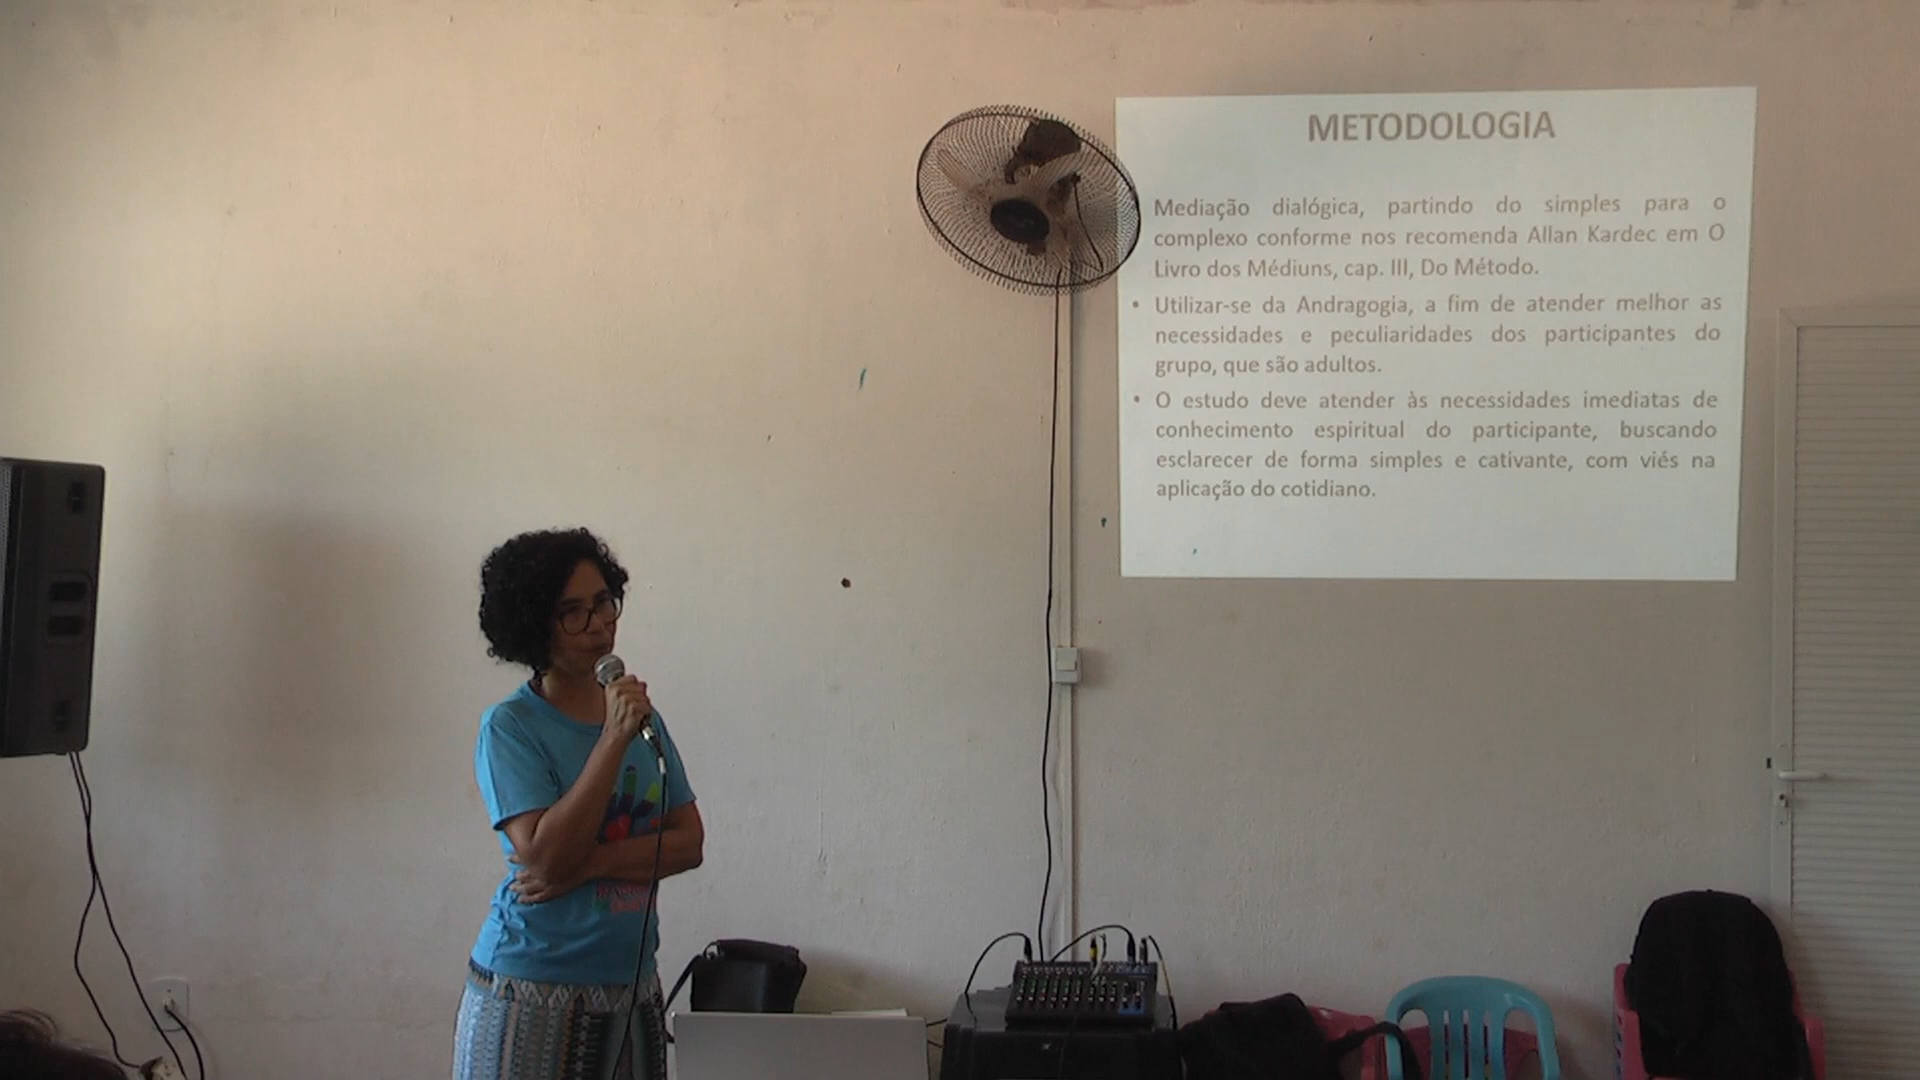 METODOLOGIA
Mediação dialógica, partindo do simples para o
complexo conforme nos recomenda Allan Kardec em O
Livro dos Médiuns, cap. III, Do Método.
• Utilizar-se da Andragogia, a fim de atender melhor as
necessidades e peculiaridades dos participantes do
grupo, que são adultos.
• O estudo deve atender às necessidades imediatas de
conhecimento espiritual do participante, buscando
esclarecer de forma simples e cativante, com viés na
aplicação do cotidiano.